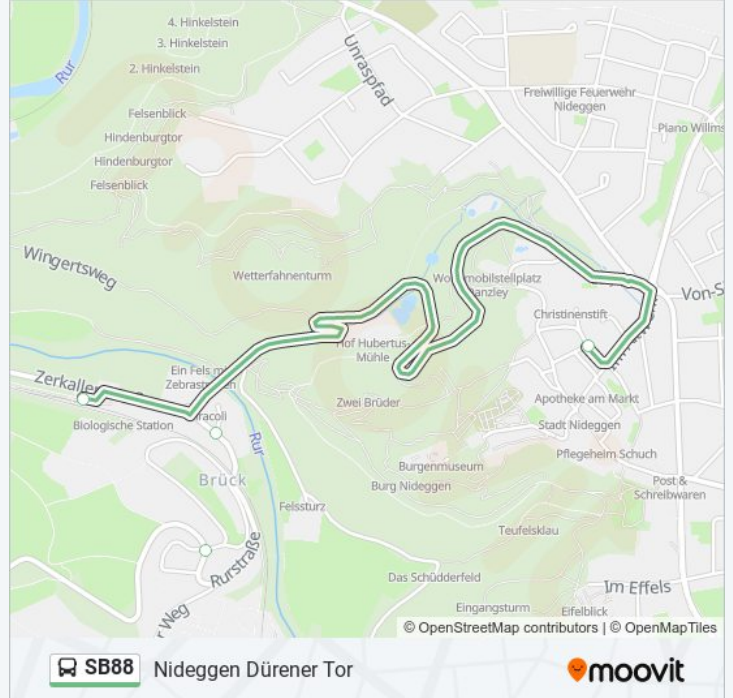 4. Hinkelstein
3. Hinkelstein
2. Hinkelstein
Rur
Unraspfad
Freiwillige Feuerwehr
Nideggen
Felsenblick
Piano Willms
Hindenburgtor
Hindenburgtor
Felsenblick
Wingertsweg
Wetterfahnenturm
Von-S
Christinenstift
Hof Hubertus-
Mühle
Ein Fels m
Zwei Brüder
Apotheke am Markt
Stadt Nideggen
Biologische Station
Rur
Pflegeheim Schuch
Burgenmuseum
Burg Nideggen
Brück
Post &
Schreibwaren
Felssturz
Teufelsklau
Rurstraße
Das Schüdderfeld
Im Effels
Eingangsturm
Eifelblick
r Weg
© OpenStreetMap contributors | © OpenMapTiles
SB88
Nideggen Dürener Tor
moovit